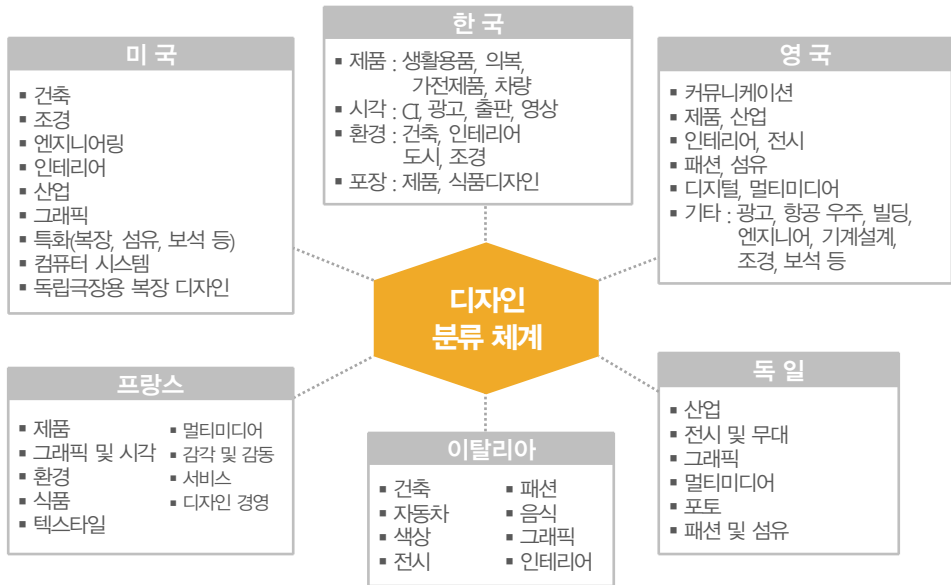 한 국
▪ 제품 : 생활용품, 의복,
가전제품, 차량
▪ 시각 : CI, 광고, 출판, 영상
▪ 환경 : 건축, 인테리어
도시, 조경
▪ 포장 : 제품, 식품디자인
미 국
▪ 건축
▪ 조경
▪ 엔지니어링
▪ 인테리어
▪ 산업
▪ 그래픽
▪ 특화(복장, 섬유, 보석 등)
▪ 컴퓨터 시스템
▪ 독립극장용 복장 디자인
영 국
▪ 커뮤니케이션
▪ 제품, 산업
▪ 인테리어, 전시
▪ 패션, 섬유
▪ 디지털, 멀티미디어
▪ 기타 : 광고, 항공 우주, 빌딩,
엔지니어, 기계설계,
조경, 보석 등
디자인
분류 체계
프랑스
▪ 제품
▪ 그래픽 및 시각
▪ 환경
▪ 식품
▪ 텍스타일
▪ 멀티미디어
▪ 감각 및 감동
▪ 서비스
▪ 디자인 경영
이탈리아
▪ 건축
▪ 자동차
▪ 색상
▪ 전시
▪ 패션
▪ 음식
▪ 그래픽
▪ 인테리어
독 일
▪ 산업
▪ 전시 및 무대
▪ 그래픽
▪ 멀티미디어
▪ 포토
▪ 패션 및 섬유